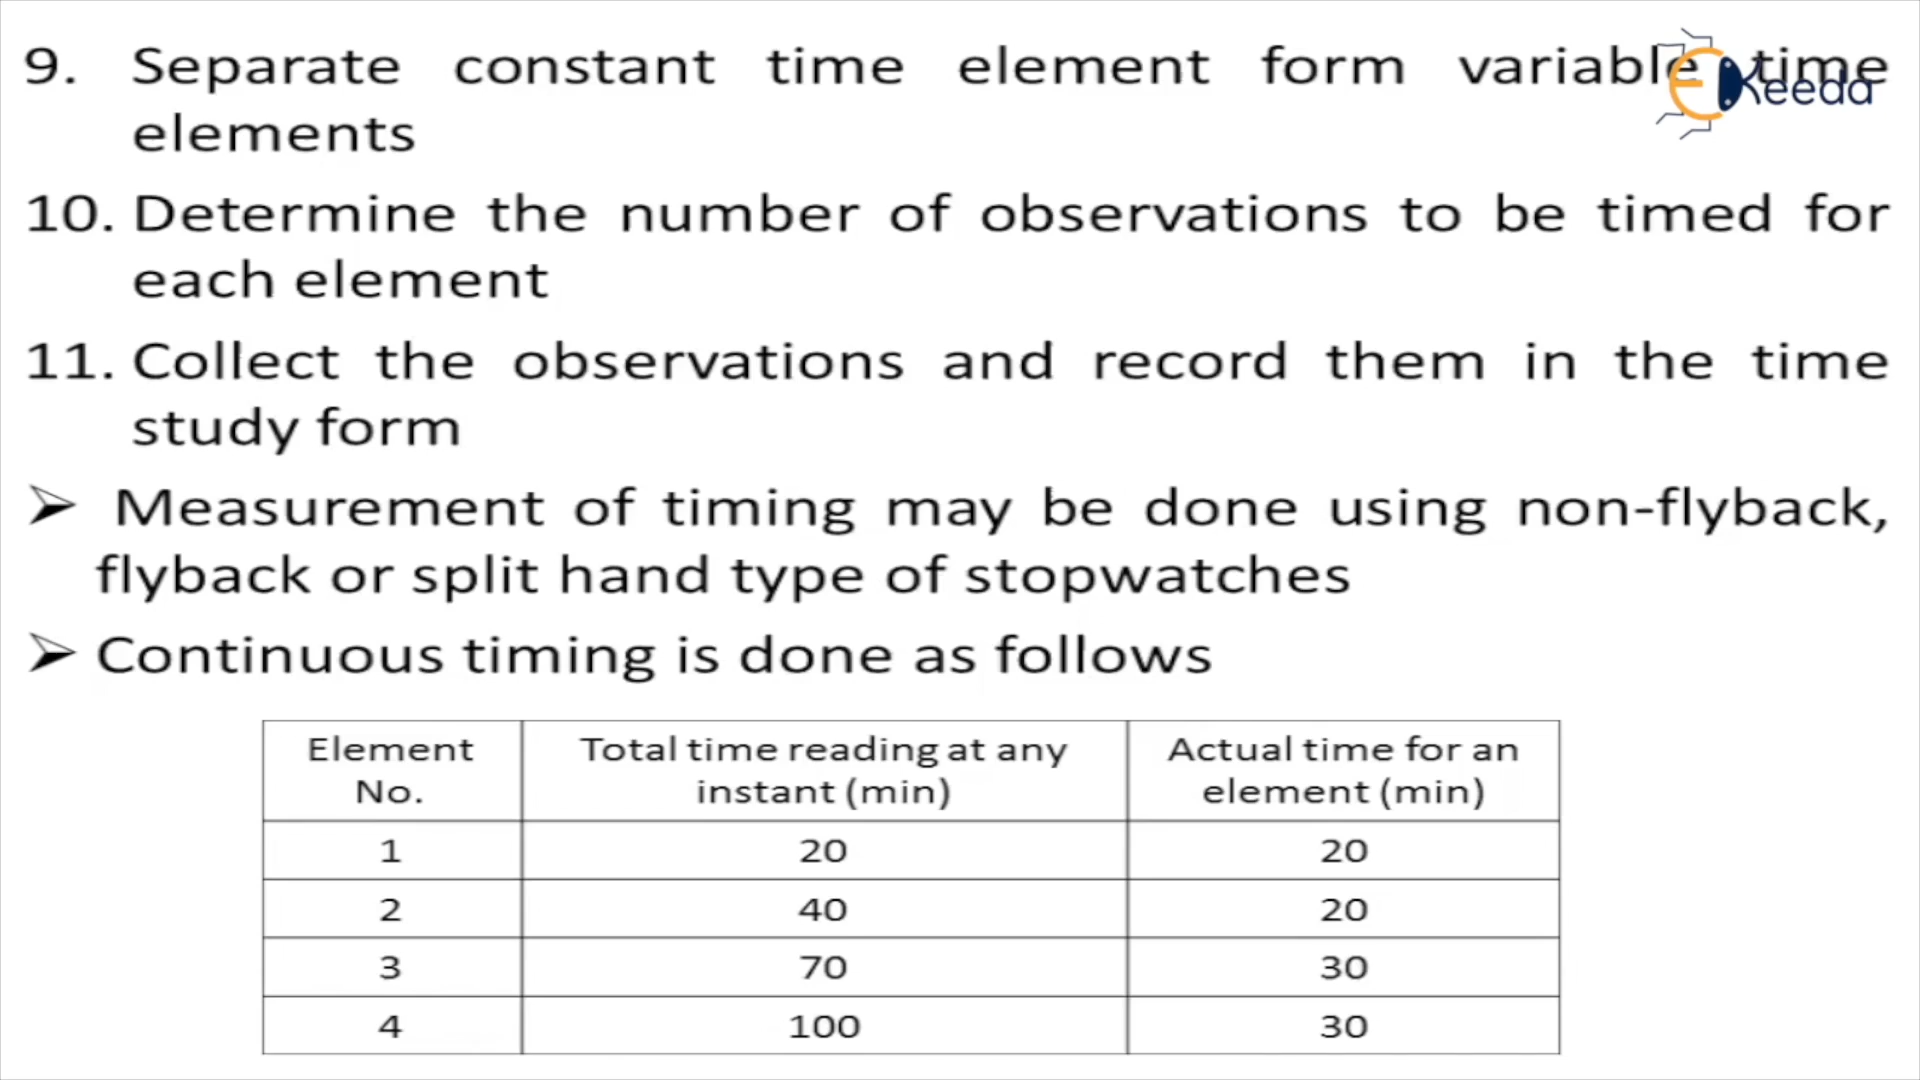 9. Separate constant time element form variable time
elements
Keeda
10. Determine the number of observations to be timed for
each element
11. Collect the observations and record them in the time
study form
➢ Measurement of timing may be done using non-flyback,
flyback or split hand type of stopwatches
➢ Continuous timing is done as follows
Element No. Total time reading at any instant (min) Actual time for an element (min)
1 20 20
2 40 20
3 70 30
4 100 30